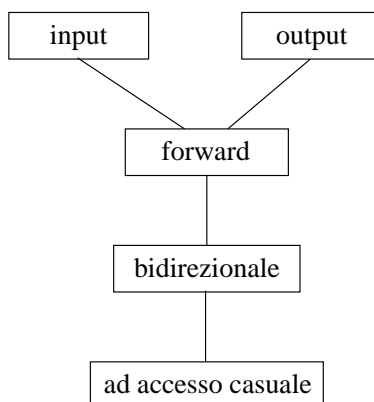 input
output
forward
bidirezionale
ad accesso casuale